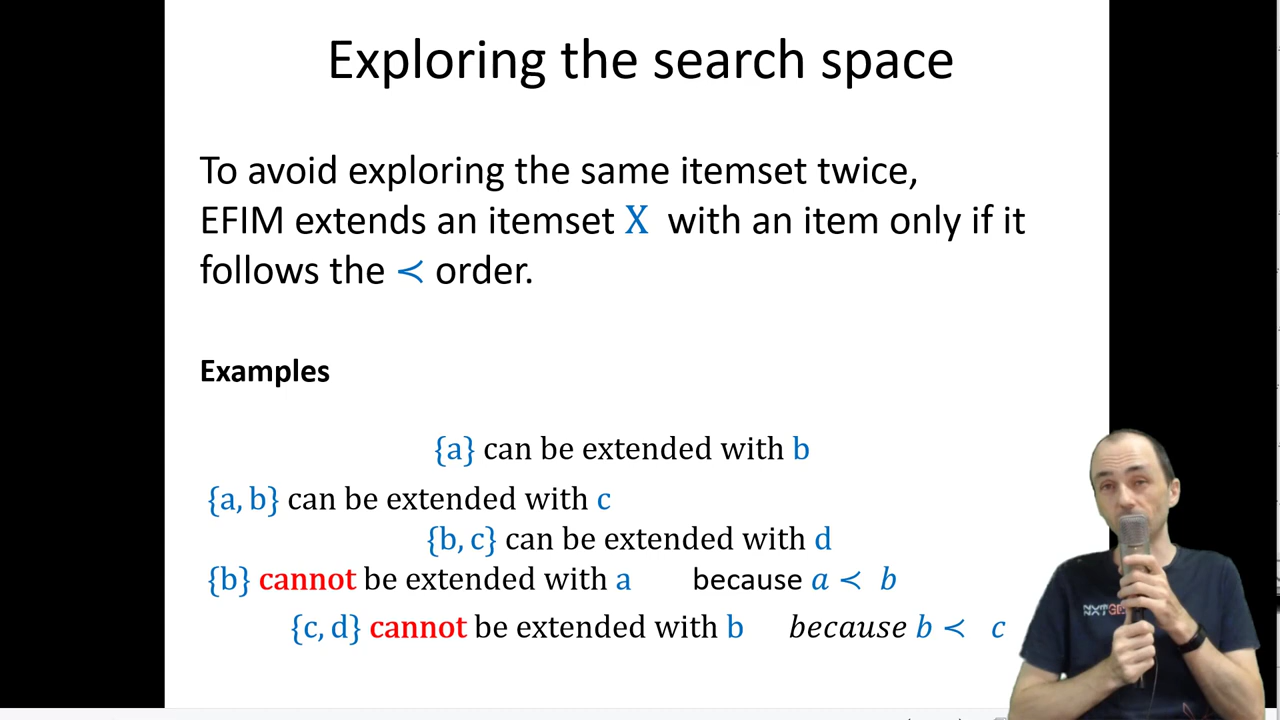 Exploring the search space
To avoid exploring the same itemset twice,
EFIM extends an itemset X with an item only if it
follows the ≺ order.
Examples
{a} can be extended with b
{a, b} can be extended with c
{b, c} can be extended with d
{b} cannot be extended with a because a ≺ b
{c, d} cannot be extended with b because b ≺ c